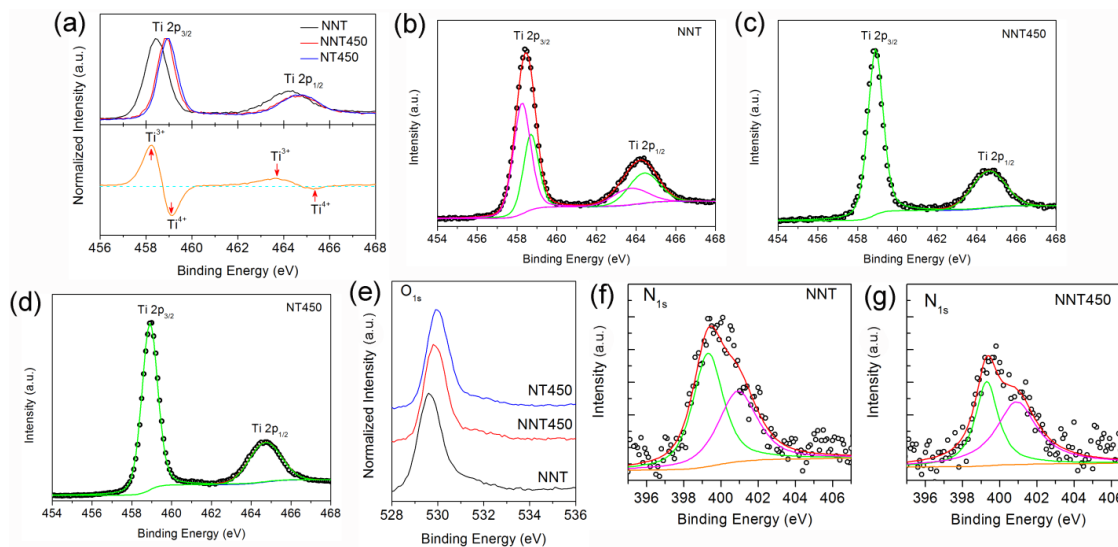 (a)
Ti 2p3/2
NNT
NNT450
NT450
Ti 2p1/2
Ti3+
Ti4+
Ti3+
Ti4+
Normalized Intensity (a.u.)
456 458 460 462 464 466 468
Binding Energy (eV)
(b)
NNT
Ti 2p3/2
Ti 2p1/2
Intensity (a.u.)
454 456 458 460 462 464 466 468
Binding Energy (eV)
(c)
NNT450
Ti 2p3/2
Ti 2p1/2
Intensity (a.u.)
454 456 458 460 462 464 466 468
Binding Energy (eV)
(d)
NT450
Ti 2p3/2
Ti 2p1/2
Intensity (a.u.)
454 456 458 460 462 464 466 468
Binding Energy (eV)
(e)
O1s
NT450
NNT450
NNT
Normalized Intensity (a.u.)
528 530 532 534 536
Binding Energy (eV)
(f)
N1s
NNT
Intensity (a.u.)
396 398 400 402 404 406
Binding Energy (eV)
(g)
N1s
NNT450
Intensity (a.u.)
396 398 400 402 404 406
Binding Energy (eV)